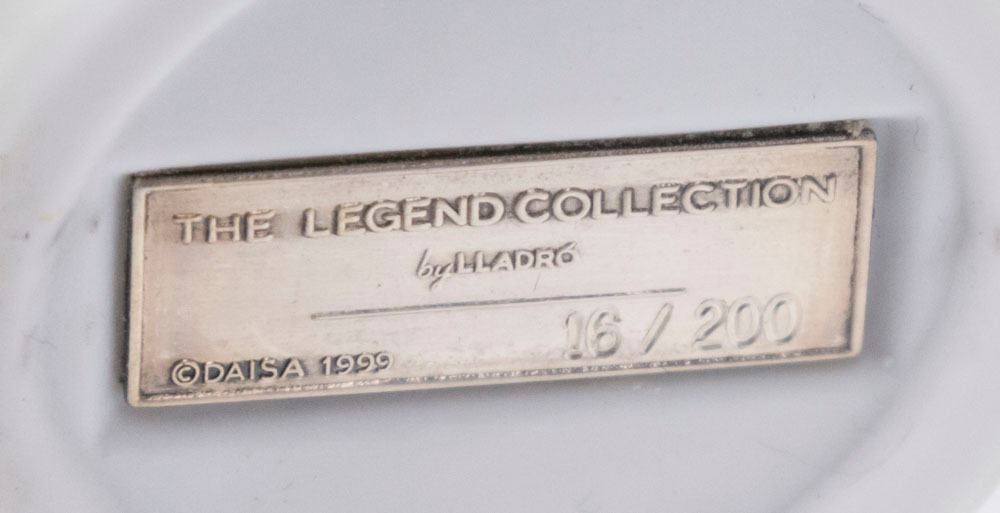 THE LEGEND COLLECTION
by LLADRÓ
16 / 200
©DAISA 1999